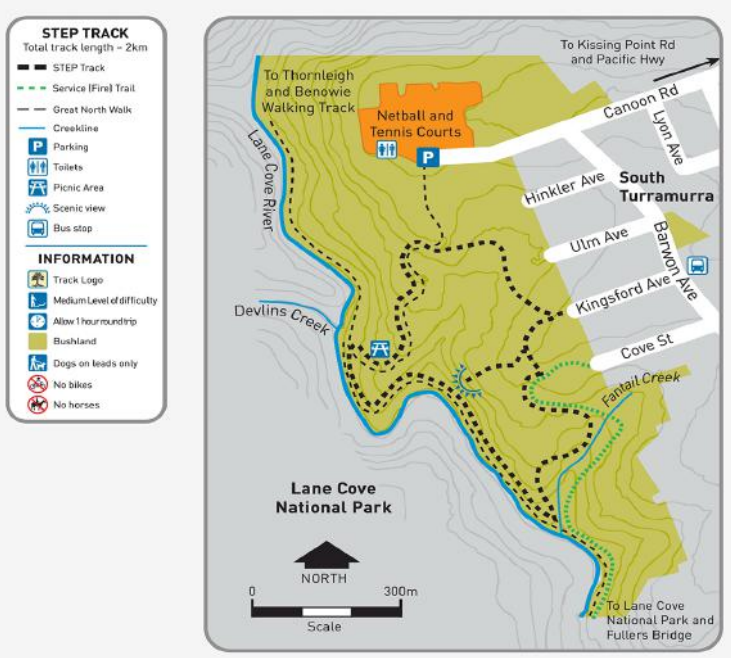 STEP TRACK
Total track length – 2km
STEP Track
Service (Fire) Trail
Great North Walk
Creekline
P
Parking
Toilets
Picnic Area
Scenic view
Bus stop
INFORMATION
Track Logo
Medium Level of difficulty
Allow 1 hour round trip
Bushland
Dogs on leads only
No bikes
No horses
To Kissing Point Rd
and Pacific Hwy
To Thornleigh
and Benowie
Walking Track
Netball and
Tennis Courts
P
Canoon Rd
Lyon Ave
Lane Cove River
Hinkler Ave
South
Turramurra
Ulm Ave
Barwon Ave
Kingsford Ave
Devlins Creek
Cove St
Fantail Creek
Lane Cove
National Park
NORTH
0
300m
Scale
To Lane Cove
National Park and
Fullers Bridge